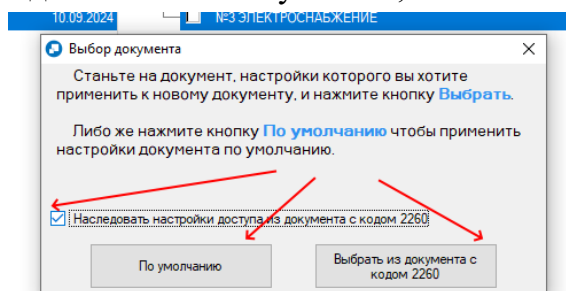 10.09.2024 №3 ЭЛЕКТРОСНАБЖЕНИЕ
Выбор документа
Станьте на документ, настройки которого вы хотите
применить к новому документу, и нажмите кнопку Выбрать.
Либо же нажмите кнопку По умолчанию чтобы применить
настройки документа по умолчанию.
Наследовать настройки доступа из документа с кодом 2260
По умолчанию
Выбрать из документа с
кодом 2260